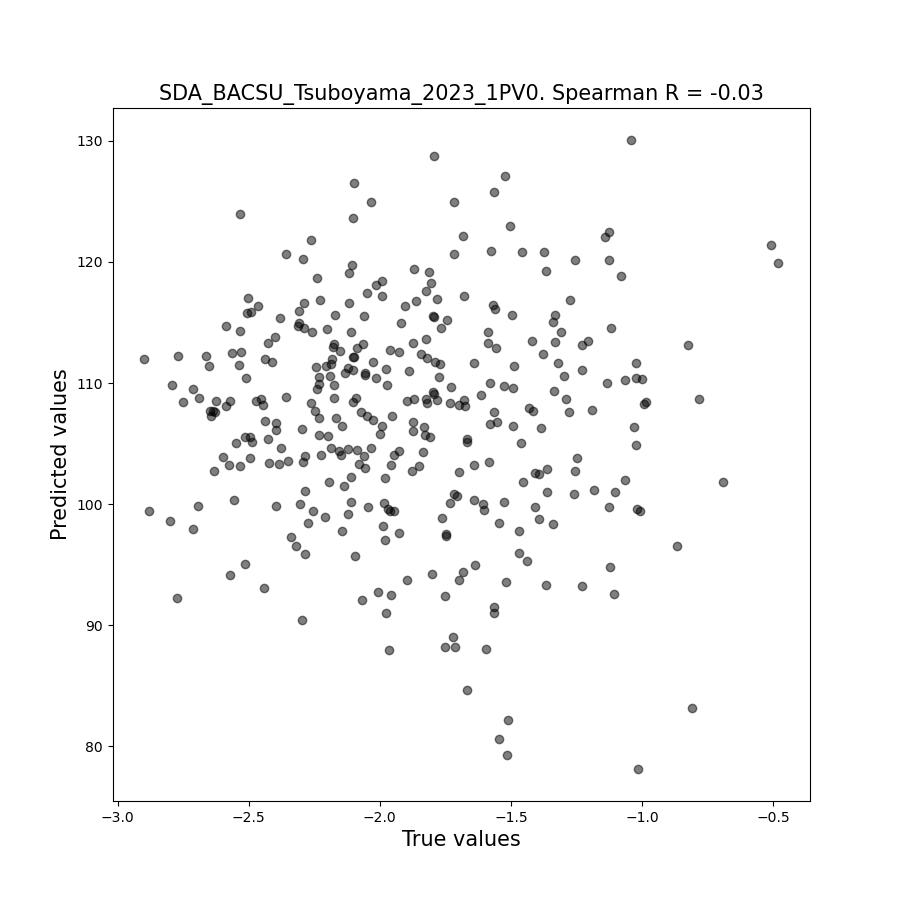 SDA_BACSU_Tsuboyama_2023_1PV0. Spearman R = -0.03
130
120
110
100
90
80
Predicted values
−3.0 −2.5 −2.0 −1.5 −1.0 −0.5
True values